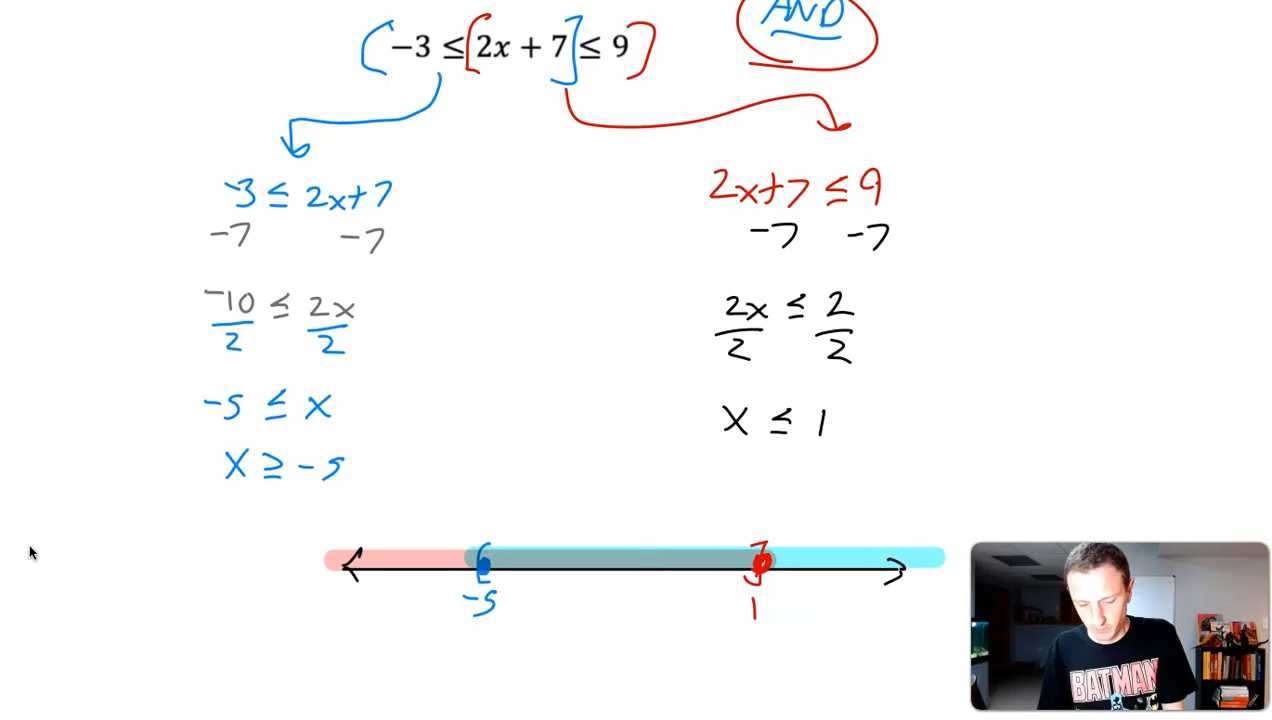 AND
-3 ≤ 2x + 7 ≤ 9
-3 ≤ 2x+7
-7 -7
-10 ≤ 2x
2 2
-5 ≤ x
x ≥ -5
2x+7 ≤ 9
-7 -7
2x ≤ 2
2 2
x ≤ 1
-5
1
BATMAN